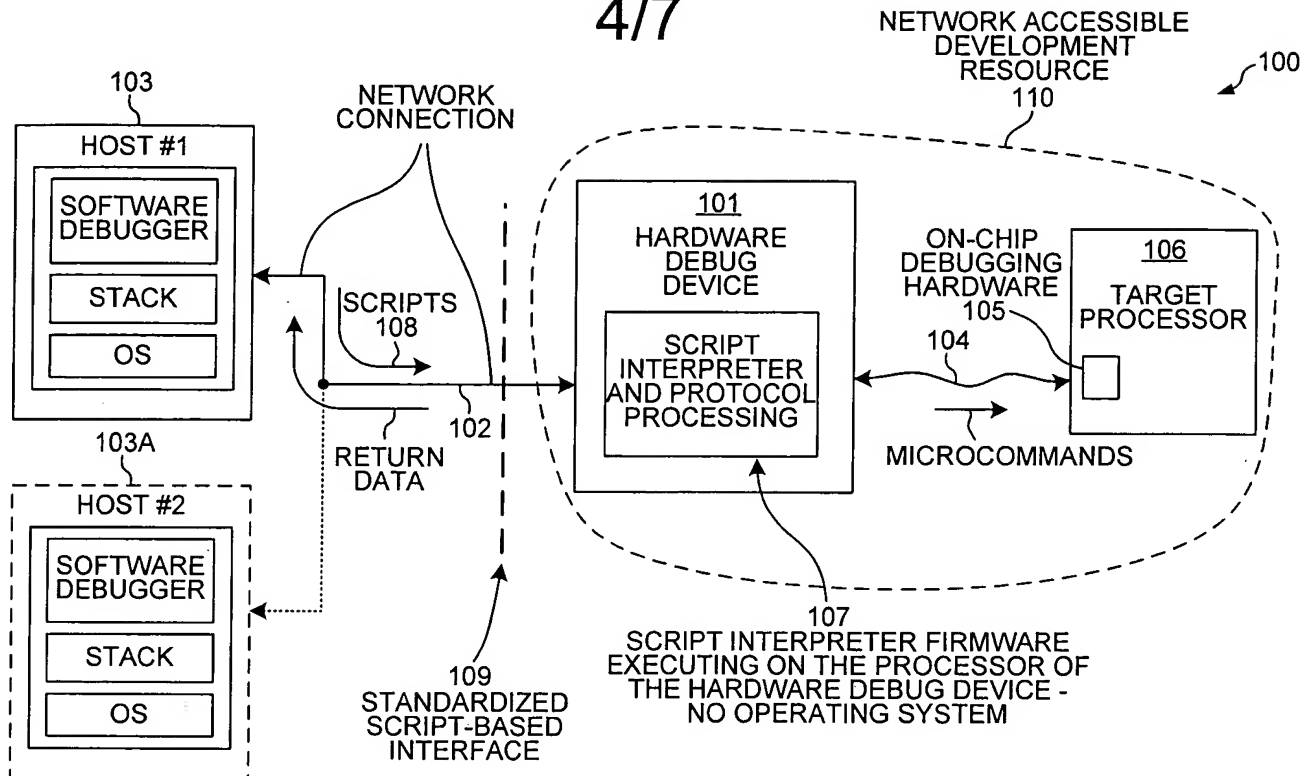 4/7
NETWORK ACCESSIBLE
DEVELOPMENT
RESOURCE
110
100
103
HOST #1
SOFTWARE
DEBUGGER
STACK
OS
NETWORK
CONNECTION
SCRIPTS
108
102
RETURN
DATA
101
HARDWARE
DEBUG
DEVICE
SCRIPT
INTERPRETER
AND PROTOCOL
PROCESSING
ON-CHIP
DEBUGGING
HARDWARE
105
104
MICROCOMMANDS
106
TARGET
PROCESSOR
103A
HOST #2
SOFTWARE
DEBUGGER
STACK
OS
109
STANDARDIZED
SCRIPT-BASED
INTERFACE
107
SCRIPT INTERPRETER FIRMWARE
EXECUTING ON THE PROCESSOR OF
THE HARDWARE DEBUG DEVICE -
NO OPERATING SYSTEM